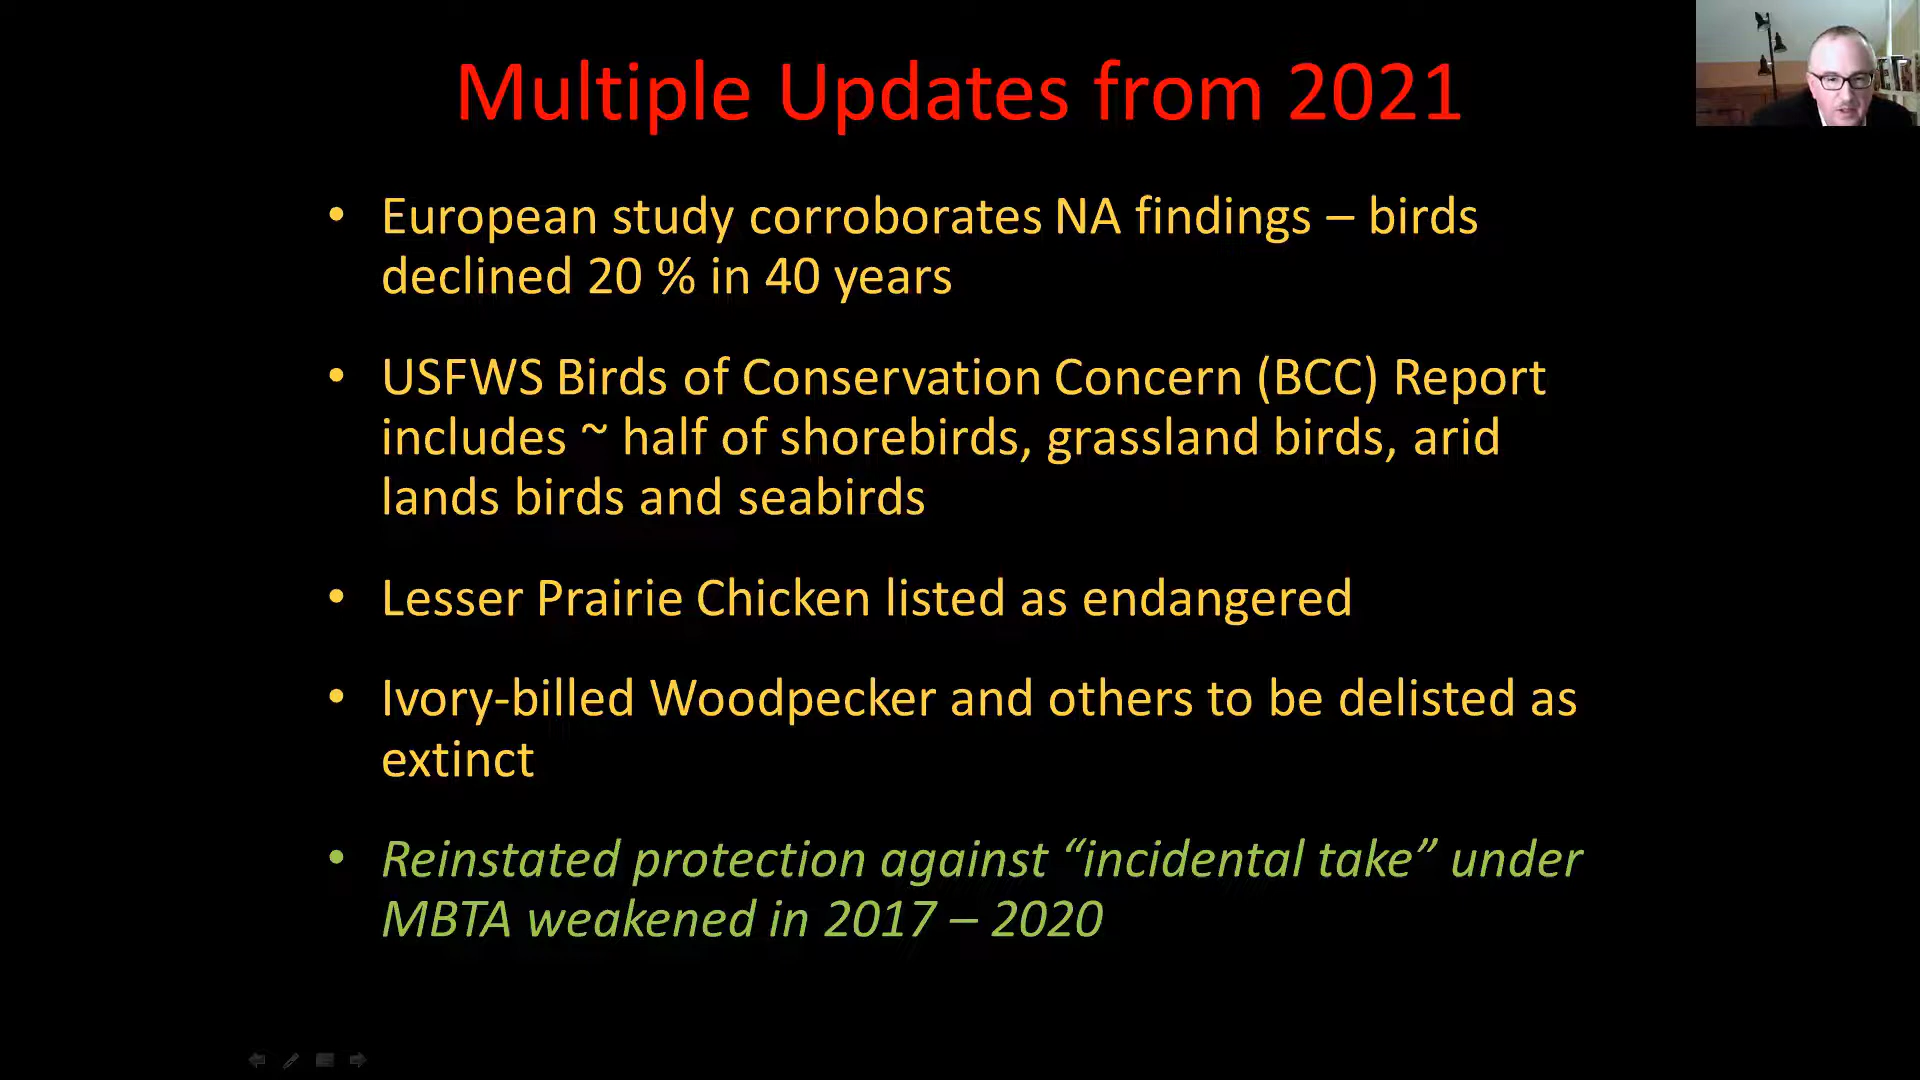 Multiple Updates from 2021
• European study corroborates NA findings – birds
declined 20 % in 40 years
• USFWS Birds of Conservation Concern (BCC) Report
includes ~ half of shorebirds, grassland birds, arid
lands birds and seabirds
• Lesser Prairie Chicken listed as endangered
• Ivory-billed Woodpecker and others to be delisted as
extinct
• Reinstated protection against “incidental take” under
MBTA weakened in 2017 – 2020